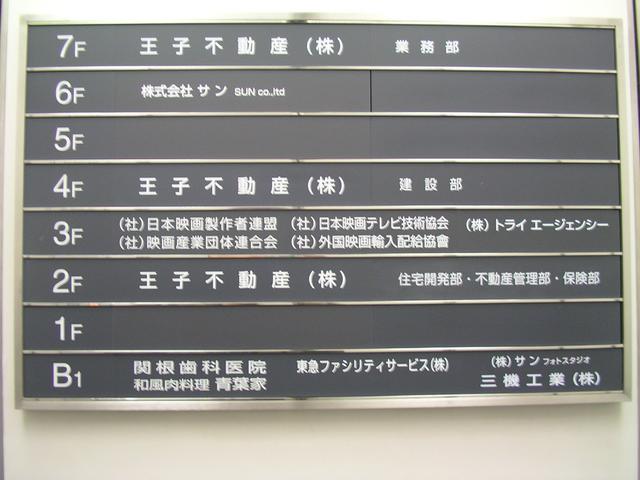 7F 王子不動産(株) 業務部
6F 株式会社サン SUN co.,ltd
5F
4F 王子不動産(株) 建設部
3F (社)日本映画製作者連盟 (社)日本映画テレビ技術協会 (株)トライエージェンシー
(社)映画産業団体連合会 (社)外国映画輸入配給協會
2F 王子不動産(株) 住宅開発部・不動産管理部・保険部
1F
B1 関根歯科医院 東急ファシリティサービス(株) (株)サンフォトスタジオ
和風肉料理 青葉家 三機工業(株)